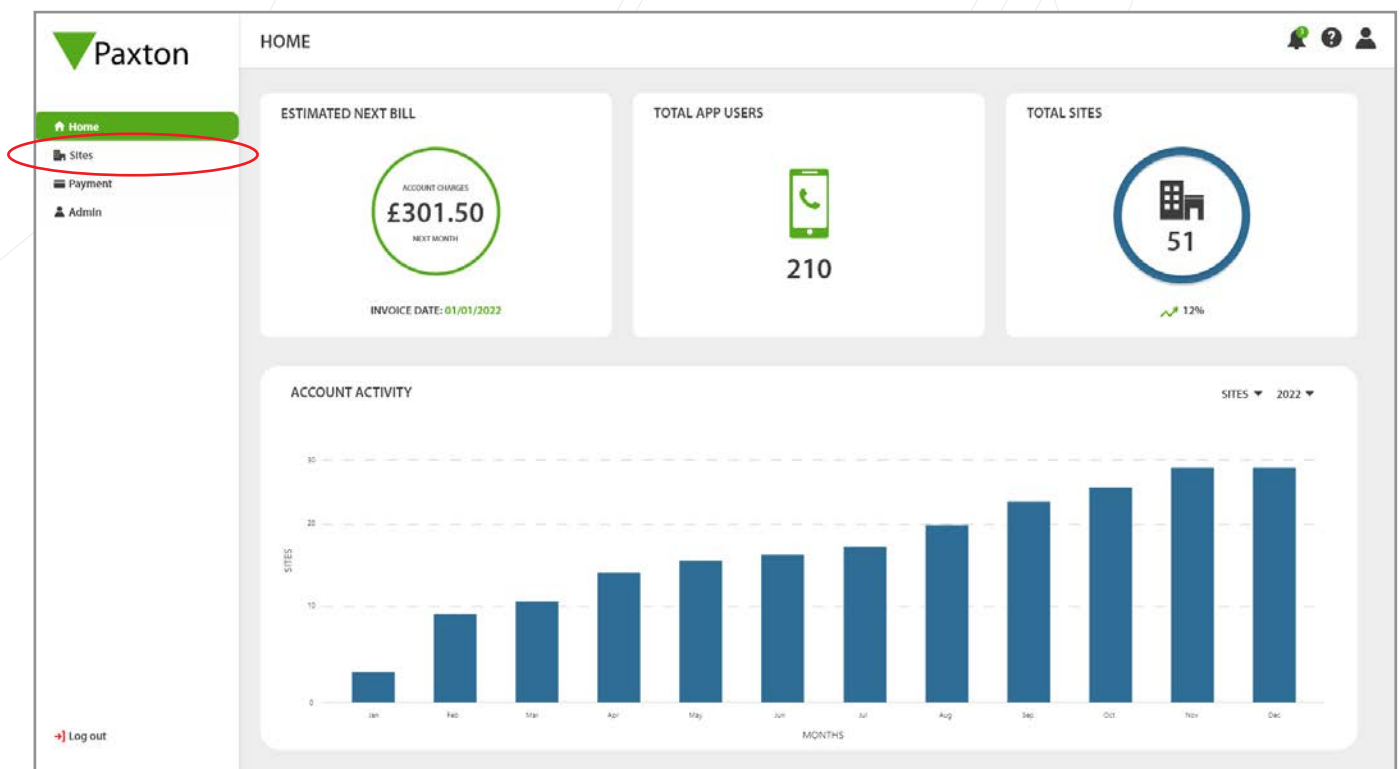 Paxton
HOME
3
Home
Sites
Payment
Admin
Log out
ESTIMATED NEXT BILL
ACCOUNT CHARGES
£301.50
NEXT MONTH
INVOICE DATE: 01/01/2022
TOTAL APP USERS
210
TOTAL SITES
51
12%
ACCOUNT ACTIVITY
SITES 2022
30
20
10
0
SITES
Jan Feb Mar Apr May Jun Jul Aug Sep Oct Nov Dec
MONTHS